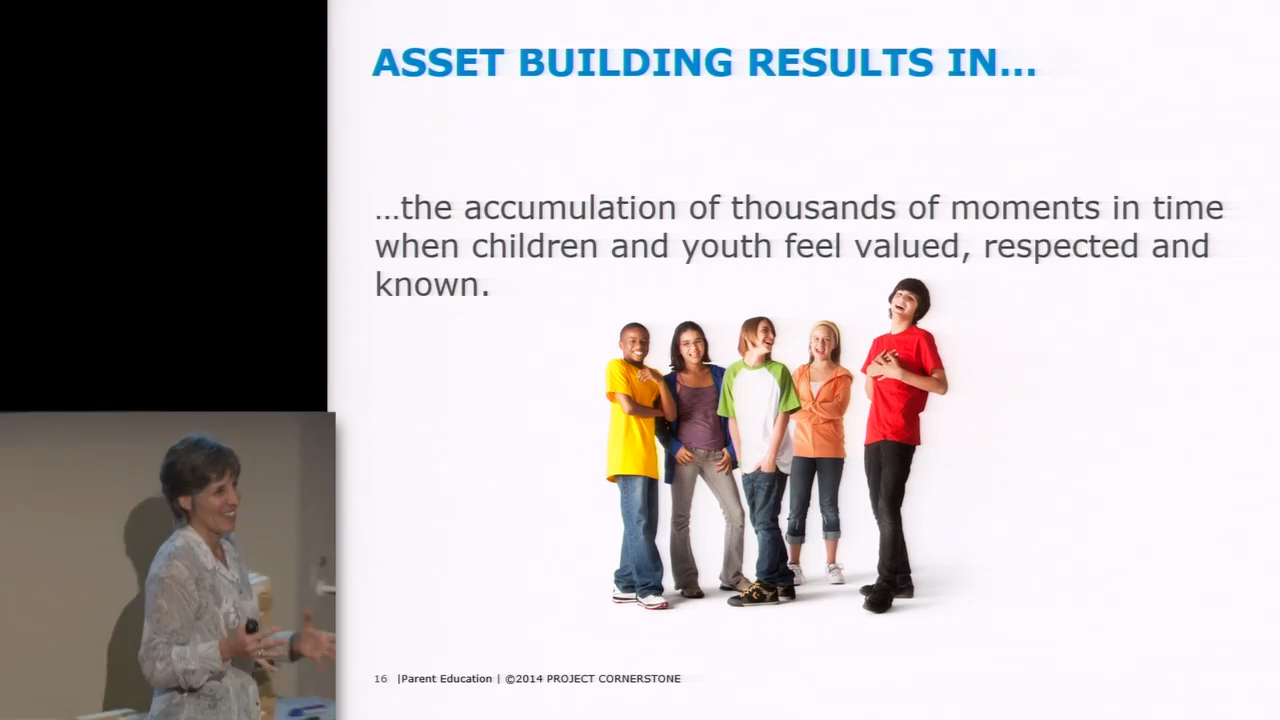 ASSET BUILDING RESULTS IN...
...the accumulation of thousands of moments in time
when children and youth feel valued, respected and
known.
16 |Parent Education | ©2014 PROJECT CORNERSTONE